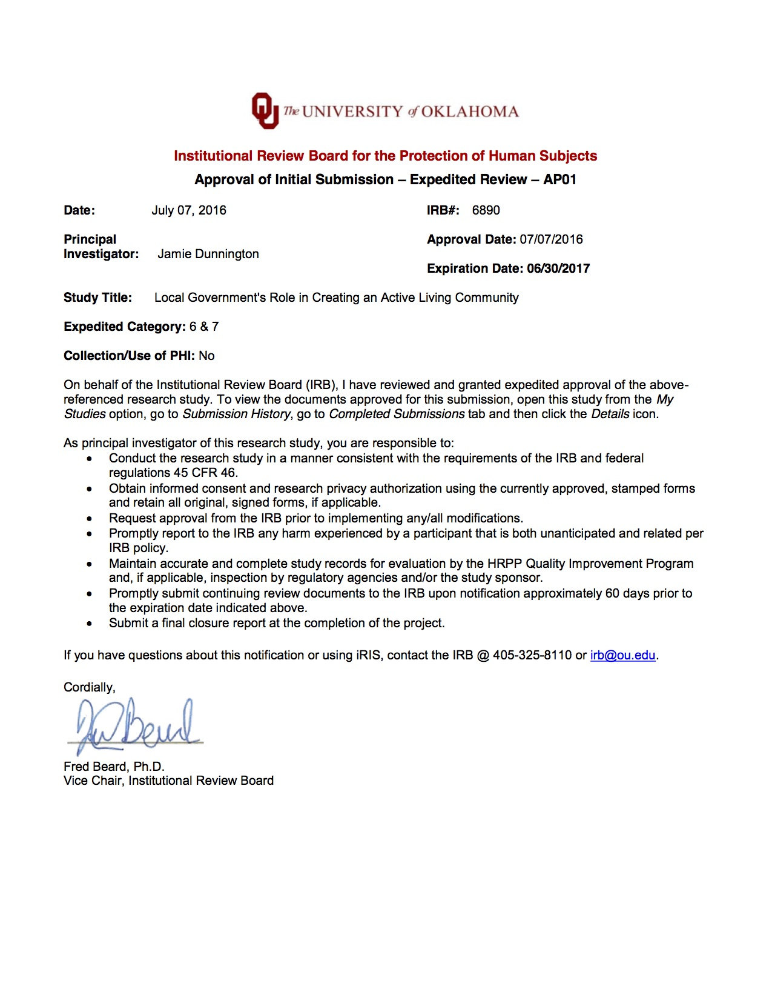 The UNIVERSITY of OKLAHOMA
Institutional Review Board for the Protection of Human Subjects
Approval of Initial Submission – Expedited Review – AP01
Date: July 07, 2016 IRB#: 6890
Principal Approval Date: 07/07/2016
Investigator: Jamie Dunnington
Expiration Date: 06/30/2017
Study Title: Local Government's Role in Creating an Active Living Community
Expedited Category: 6 & 7
Collection/Use of PHI: No
On behalf of the Institutional Review Board (IRB), I have reviewed and granted expedited approval of the above-
referenced research study. To view the documents approved for this submission, open this study from the My
Studies option, go to Submission History, go to Completed Submissions tab and then click the Details icon.
As principal investigator of this research study, you are responsible to:
• Conduct the research study in a manner consistent with the requirements of the IRB and federal
regulations 45 CFR 46.
• Obtain informed consent and research privacy authorization using the currently approved, stamped forms
and retain all original, signed forms, if applicable.
• Request approval from the IRB prior to implementing any/all modifications.
• Promptly report to the IRB any harm experienced by a participant that is both unanticipated and related per
IRB policy.
• Maintain accurate and complete study records for evaluation by the HRPP Quality Improvement Program
and, if applicable, inspection by regulatory agencies and/or the study sponsor.
• Promptly submit continuing review documents to the IRB upon notification approximately 60 days prior to
the expiration date indicated above.
• Submit a final closure report at the completion of the project.
If you have questions about this notification or using iRIS, contact the IRB @ 405-325-8110 or irb@ou.edu.
Cordially,
Fred Beard, Ph.D.
Vice Chair, Institutional Review Board